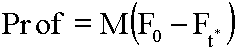 Prof = M(F₀ − Fₜ*)